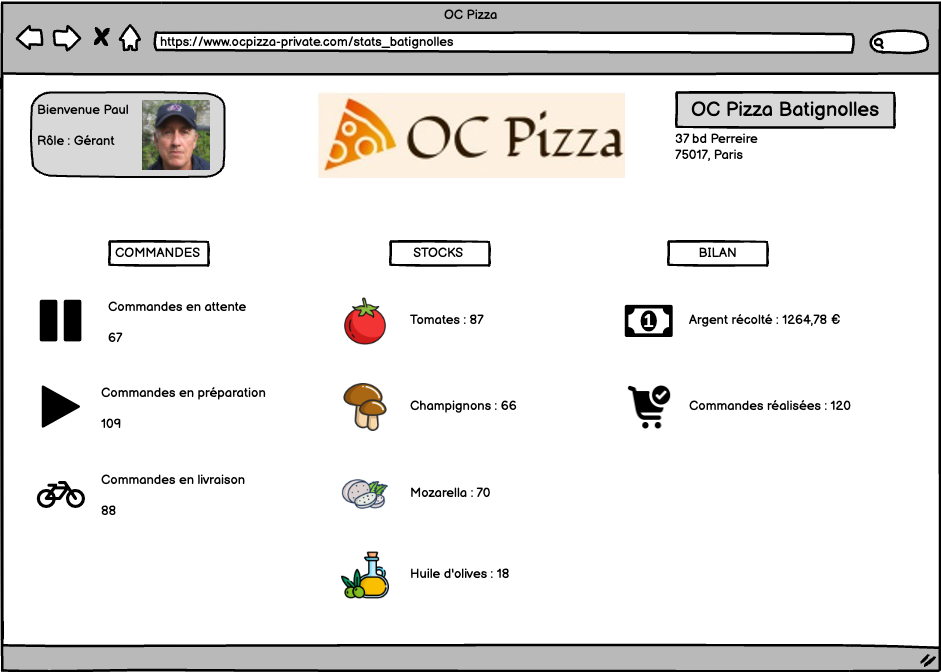 OC Pizza
https://www.ocpizza-private.com/stats_batignolles
Bienvenue Paul
Rôle : Gérant
OC Pizza
OC Pizza Batignolles
37 bd Perreire
75017, Paris
COMMANDES
Commandes en attente
67
Commandes en préparation
109
Commandes en livraison
88
STOCKS
Tomates : 87
Champignons : 66
Mozarella : 70
Huile d'olives : 18
BILAN
1
Argent récolté : 1264,78 €
Commandes réalisées : 120